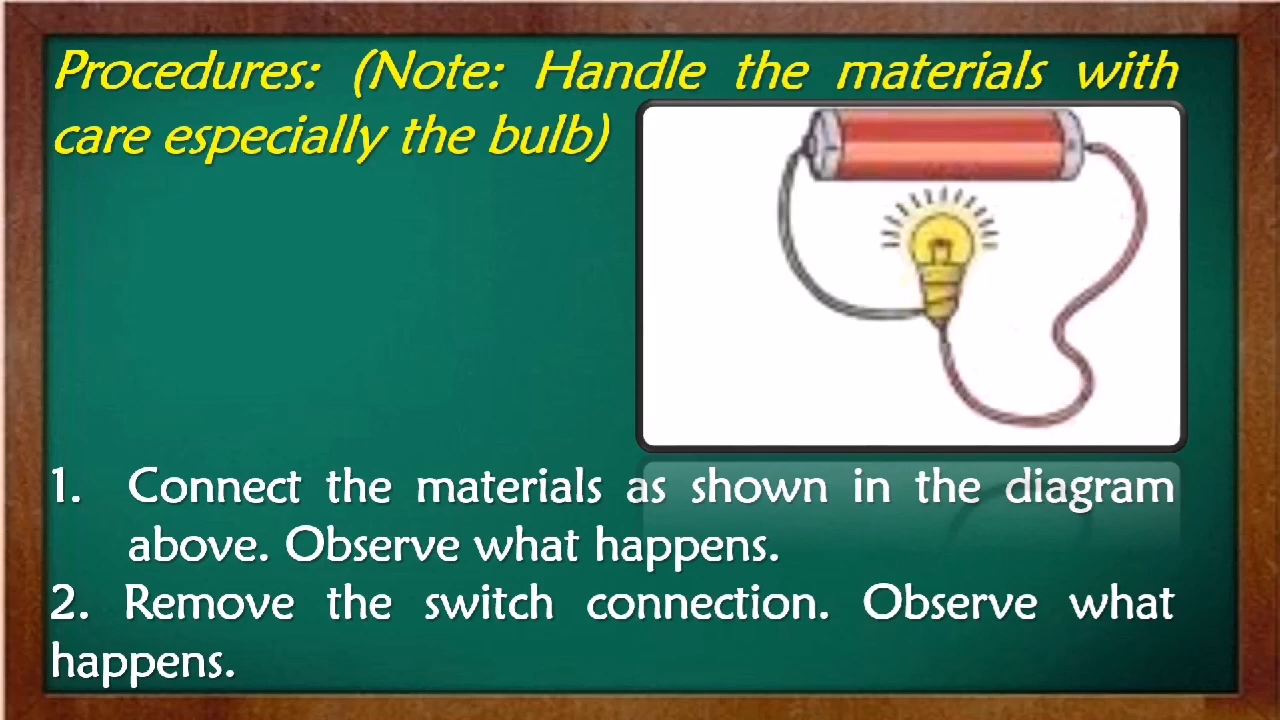 Procedures: (Note: Handle the materials with
care especially the bulb)
1. Connect the materials as shown in the diagram
above. Observe what happens.
2. Remove the switch connection. Observe what
happens.